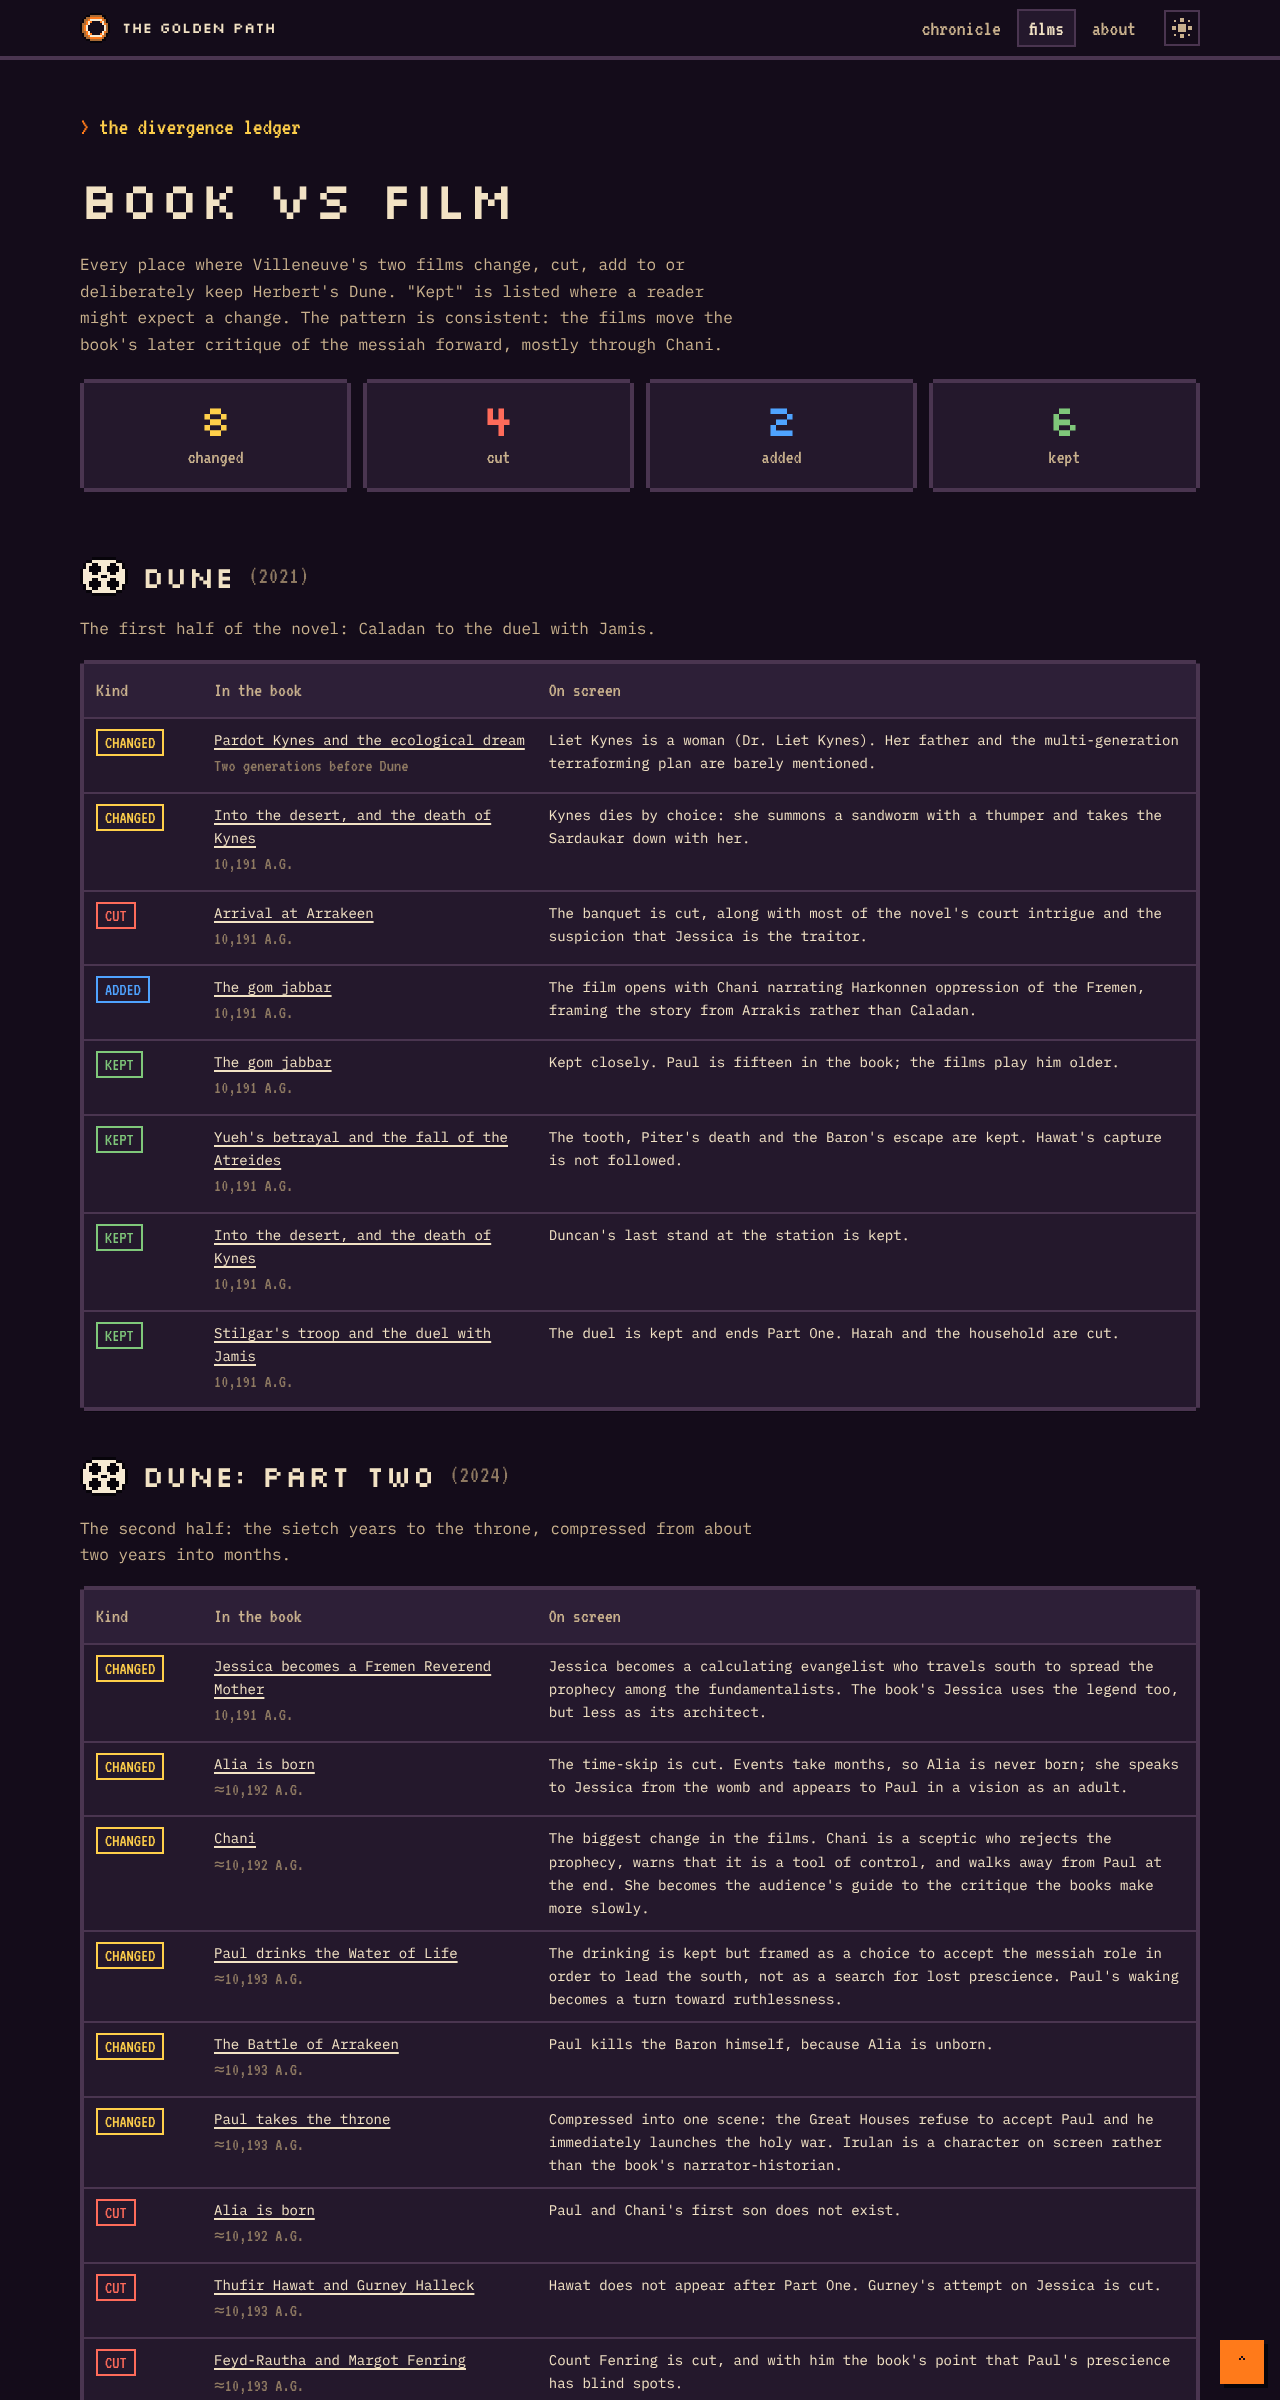 THE GOLDEN PATH
chronicle
films
about
> the divergence ledger
BOOK VS FILM
Every place where Villeneuve's two films change, cut, add to or
deliberately keep Herbert's Dune. "Kept" is listed where a reader
might expect a change. The pattern is consistent: the films move the
book's later critique of the messiah forward, mostly through Chani.
8
changed
4
cut
2
added
6
kept
DUNE (2021)
The first half of the novel: Caladan to the duel with Jamis.
Kind
In the book
On screen
CHANGED
Pardot Kynes and the ecological dream
Two generations before Dune
Liet Kynes is a woman (Dr. Liet Kynes). Her father and the multi-generation
terraforming plan are barely mentioned.
CHANGED
Into the desert, and the death of
Kynes
10,191 A.G.
Kynes dies by choice: she summons a sandworm with a thumper and takes the
Sardaukar down with her.
CUT
Arrival at Arrakeen
10,191 A.G.
The banquet is cut, along with most of the novel's court intrigue and the
suspicion that Jessica is the traitor.
ADDED
The gom jabbar
10,191 A.G.
The film opens with Chani narrating Harkonnen oppression of the Fremen,
framing the story from Arrakis rather than Caladan.
KEPT
The gom jabbar
10,191 A.G.
Kept closely. Paul is fifteen in the book; the films play him older.
KEPT
Yueh's betrayal and the fall of the
Atreides
10,191 A.G.
The tooth, Piter's death and the Baron's escape are kept. Hawat's capture
is not followed.
KEPT
Into the desert, and the death of
Kynes
10,191 A.G.
Duncan's last stand at the station is kept.
KEPT
Stilgar's troop and the duel with
Jamis
10,191 A.G.
The duel is kept and ends Part One. Harah and the household are cut.
DUNE: PART TWO (2024)
The second half: the sietch years to the throne, compressed from about
two years into months.
Kind
In the book
On screen
CHANGED
Jessica becomes a Fremen Reverend
Mother
10,191 A.G.
Jessica becomes a calculating evangelist who travels south to spread the
prophecy among the fundamentalists. The book's Jessica uses the legend too,
but less as its architect.
CHANGED
Alia is born
≈10,192 A.G.
The time-skip is cut. Events take months, so Alia is never born; she speaks
to Jessica from the womb and appears to Paul in a vision as an adult.
CHANGED
Chani
≈10,192 A.G.
The biggest change in the films. Chani is a sceptic who rejects the
prophecy, warns that it is a tool of control, and walks away from Paul at
the end. She becomes the audience's guide to the critique the books make
more slowly.
CHANGED
Paul drinks the Water of Life
≈10,193 A.G.
The drinking is kept but framed as a choice to accept the messiah role in
order to lead the south, not as a search for lost prescience. Paul's waking
becomes a turn toward ruthlessness.
CHANGED
The Battle of Arrakeen
≈10,193 A.G.
Paul kills the Baron himself, because Alia is unborn.
CHANGED
Paul takes the throne
≈10,193 A.G.
Compressed into one scene: the Great Houses refuse to accept Paul and he
immediately launches the holy war. Irulan is a character on screen rather
than the book's narrator-historian.
CUT
Alia is born
≈10,192 A.G.
Paul and Chani's first son does not exist.
CUT
Thufir Hawat and Gurney Halleck
≈10,193 A.G.
Hawat does not appear after Part One. Gurney's attempt on Jessica is cut.
CUT
Feyd-Rautha and Margot Fenring
≈10,193 A.G.
Count Fenring is cut, and with him the book's point that Paul's prescience
has blind spots.